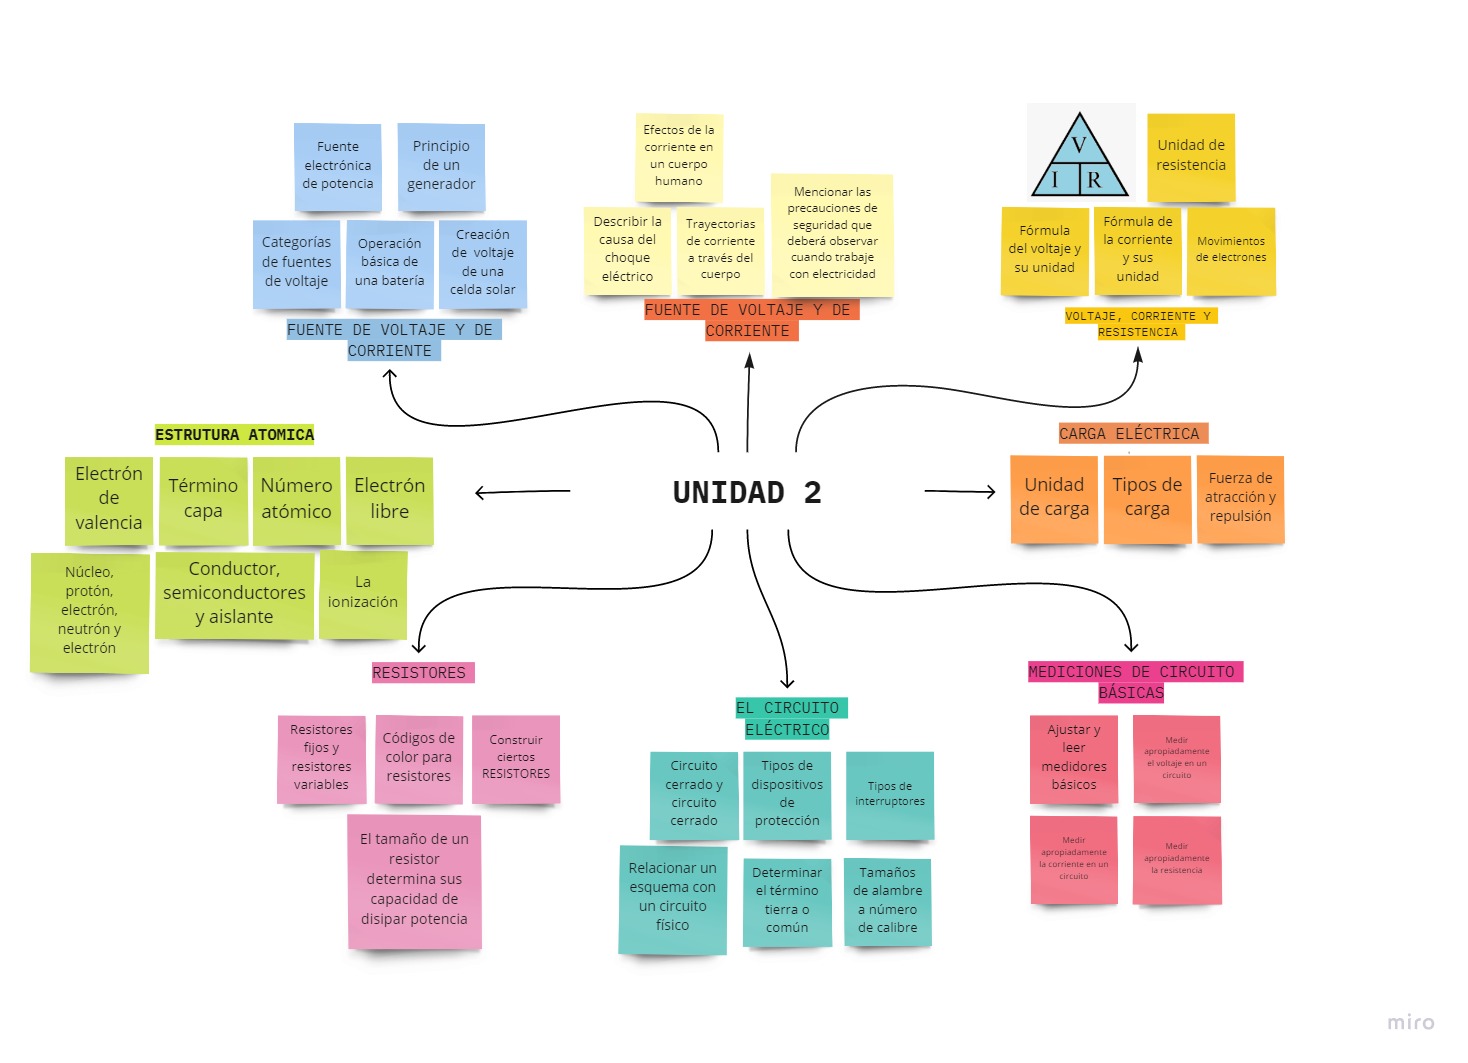 Fuente
electrónica
de potencia
Principio
de un
generador
Categorías
de fuentes
de voltaje
Operación
básica de
una batería
Creación
de voltaje
de una
celda solar
FUENTE DE VOLTAJE Y DE
CORRIENTE
Efectos de la
corriente en
un cuerpo
humano
Describir la
causa del
choque
eléctrico
Trayectorias
de corriente
a través del
cuerpo
Mencionar las
precauciones de
seguridad que
deberá observar
cuando trabaje
con electricidad
FUENTE DE VOLTAJE Y DE
CORRIENTE
V
I R
Unidad de
resistencia
Fórmula
del voltaje y
su unidad
Fórmula de
la corriente
y sus
unidad
Movimientos
de electrones
VOLTAJE, CORRIENTE Y
RESISTENCIA
ESTRUTURA ATOMICA
Electrón
de
valencia
Término
capa
Número
atómico
Electrón
libre
Núcleo,
protón,
electrón,
neutrón y
electrón
Conductor,
semiconductores
y aislante
La
ionización
UNIDAD 2
CARGA ELÉCTRICA
Unidad
de carga
Tipos de
carga
Fuerza de
atracción y
repulsión
RESISTORES
Resistores
fijos y
resistores
variables
Códigos de
color para
resistores
Construir
ciertos
RESISTORES
El tamaño de un
resistor
determina sus
capacidad de
disipar potencia
EL CIRCUITO
ELÉCTRICO
Circuito
cerrado y
circuito
cerrado
Tipos de
dispositivos
de
protección
Tipos de
interruptores
Relacionar un
esquema con
un circuito
físico
Determinar
el término
tierra o
común
Tamaños
de alambre
a número
de calibre
MEDICIONES DE CIRCUITO
BÁSICAS
Ajustar y
leer
medidores
básicos
Medir
apropiadamente
el voltaje en un
circuito
Medir
apropiadamente
la corriente en un
circuito
Medir
apropiadamente
la resistencia
miro